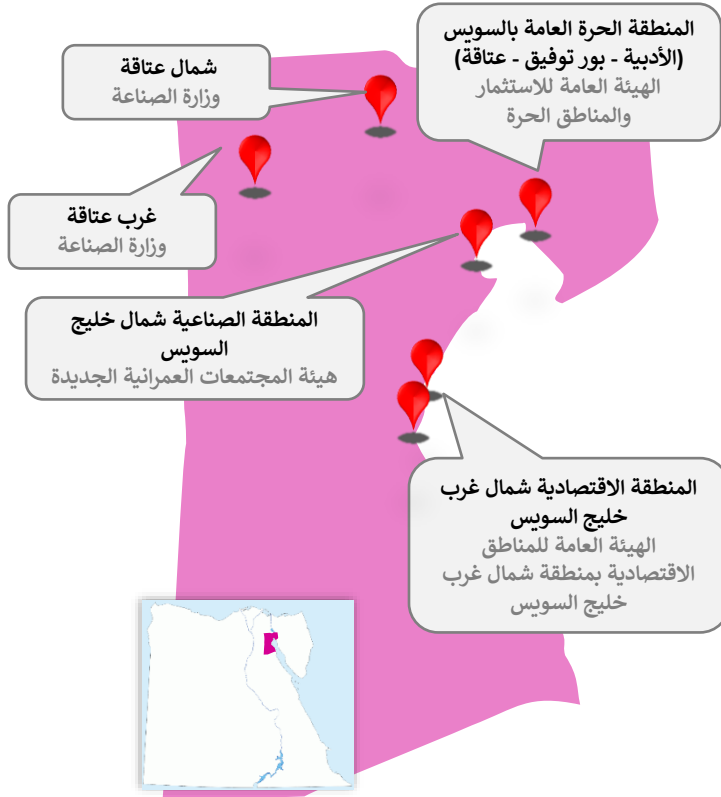 المنطقة الحرة العامة بالسويس
(الأدبية - بور توفيق - عتاقة)
الهيئة العامة للاستثمار
والمناطق الحرة
شمال عتاقة
وزارة الصناعة
غرب عتاقة
وزارة الصناعة
المنطقة الصناعية شمال خليج
السويس
هيئة المجتمعات العمرانية الجديدة
المنطقة الاقتصادية شمال غرب
خليج السويس
الهيئة العامة للمناطق
الاقتصادية بمنطقة شمال غرب
خليج السويس